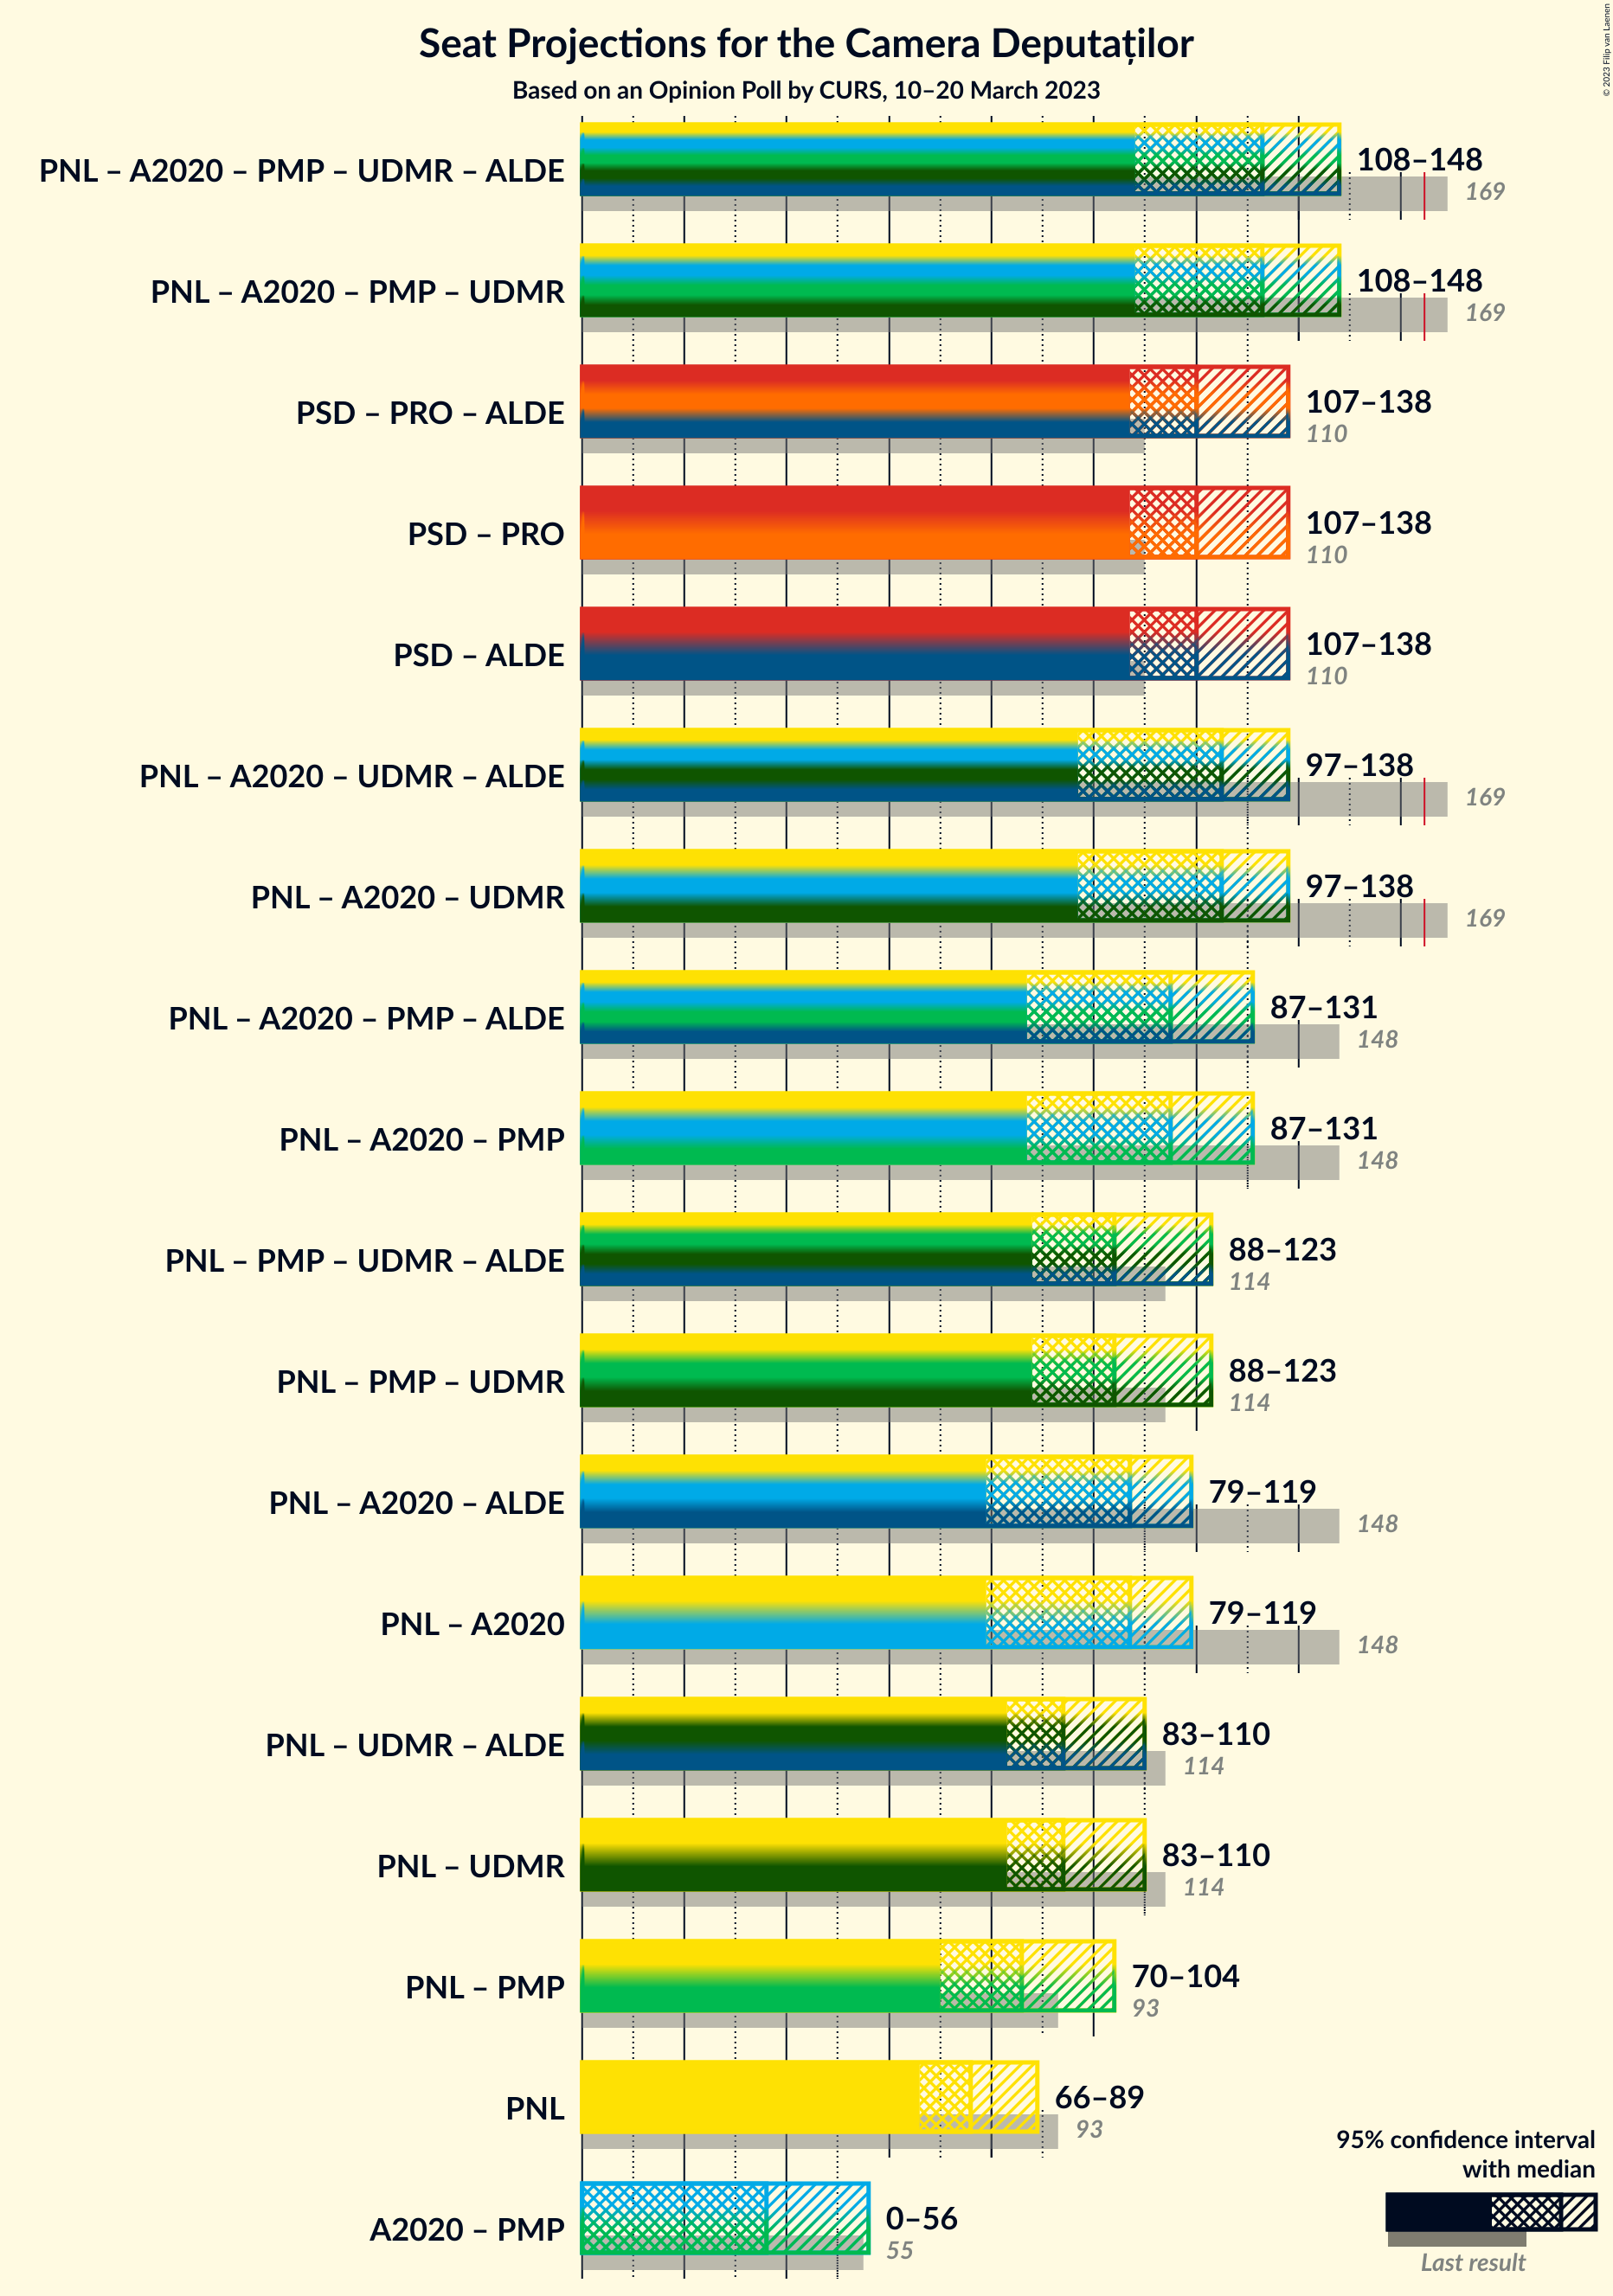 Seat Projections for the Camera Deputaților
Based on an Opinion Poll by CURS, 10–20 March 2023
© 2023 Filip van Laenen
PNL – A2020 – PMP – UDMR – ALDE
108–148
169
PNL – A2020 – PMP – UDMR
108–148
169
PSD – PRO – ALDE
107–138
110
PSD – PRO
107–138
110
PSD – ALDE
107–138
110
PNL – A2020 – UDMR – ALDE
97–138
169
PNL – A2020 – UDMR
97–138
169
PNL – A2020 – PMP – ALDE
87–131
148
PNL – A2020 – PMP
87–131
148
PNL – PMP – UDMR – ALDE
88–123
114
PNL – PMP – UDMR
88–123
114
PNL – A2020 – ALDE
79–119
148
PNL – A2020
79–119
148
PNL – UDMR – ALDE
83–110
114
PNL – UDMR
83–110
114
PNL – PMP
70–104
93
PNL
66–89
93
A2020 – PMP
0–56
55
95% confidence interval
with median
Last result